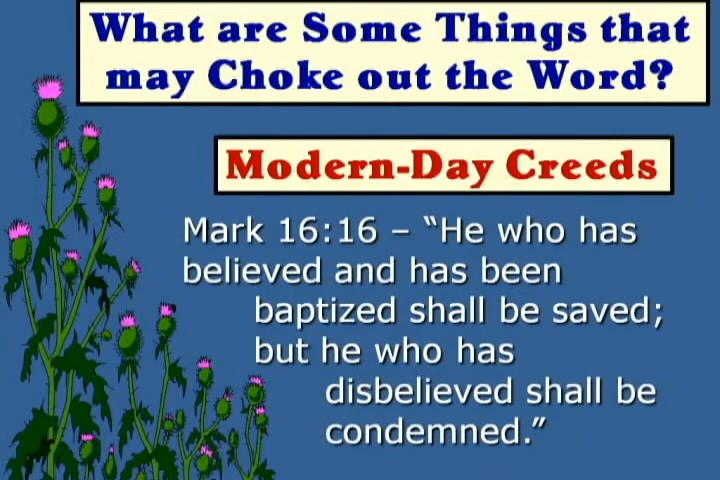 What are Some Things that
may Choke out the Word?
Modern-Day Creeds
Mark 16:16 – “He who has
believed and has been
baptized shall be saved;
but he who has
disbelieved shall be
condemned.”